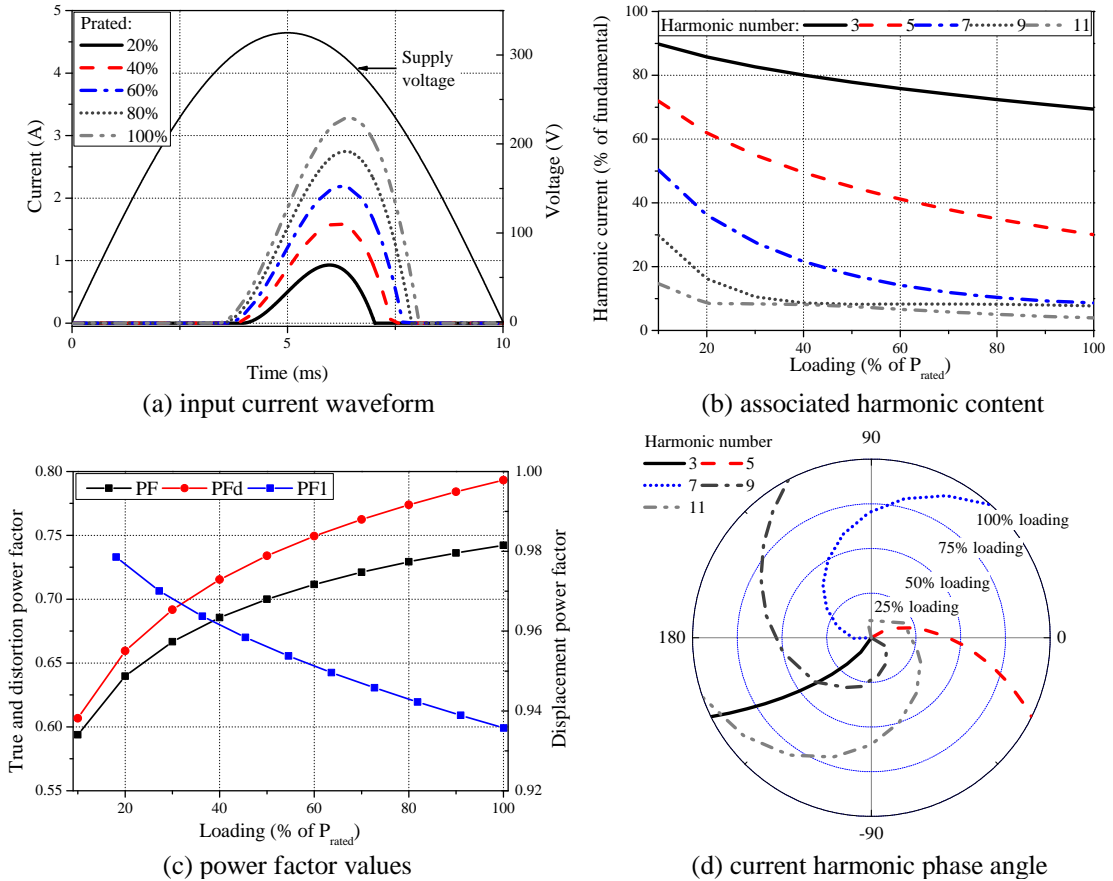 Prated:
20%
40%
60%
80%
100%
Supply
voltage
Current (A)
5
4
3
2
1
0
300
200
100
0
Voltage (V)
0
5
10
Time (ms)
(a) input current waveform
Harmonic number: 3 5 7 9 11
Harmonic current (% of fundamental)
100
80
60
40
20
0
20
40
60
80
100
Loading (% of Prated)
(b) associated harmonic content
PF PFd PF1
True and distortion power factor
0.80
0.75
0.70
0.65
0.60
0.55
1.00
0.98
0.96
0.94
0.92
Displacement power factor
20
40
60
80
100
Loading (% of Prated)
(c) power factor values
Harmonic number
3 5
7 9
11
90
100% loading
75% loading
50% loading
25% loading
180
0
-90
(d) current harmonic phase angle